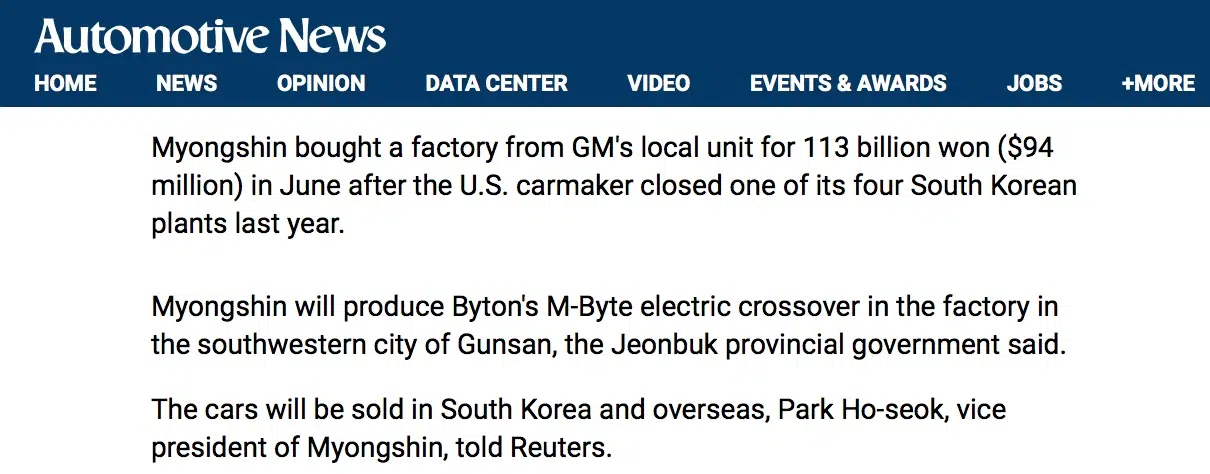 Automotive News
HOME NEWS OPINION DATA CENTER VIDEO EVENTS & AWARDS JOBS +MORE
Myongshin bought a factory from GM's local unit for 113 billion won ($94
million) in June after the U.S. carmaker closed one of its four South Korean
plants last year.
Myongshin will produce Byton's M-Byte electric crossover in the factory in
the southwestern city of Gunsan, the Jeonbuk provincial government said.
The cars will be sold in South Korea and overseas, Park Ho-seok, vice
president of Myongshin, told Reuters.